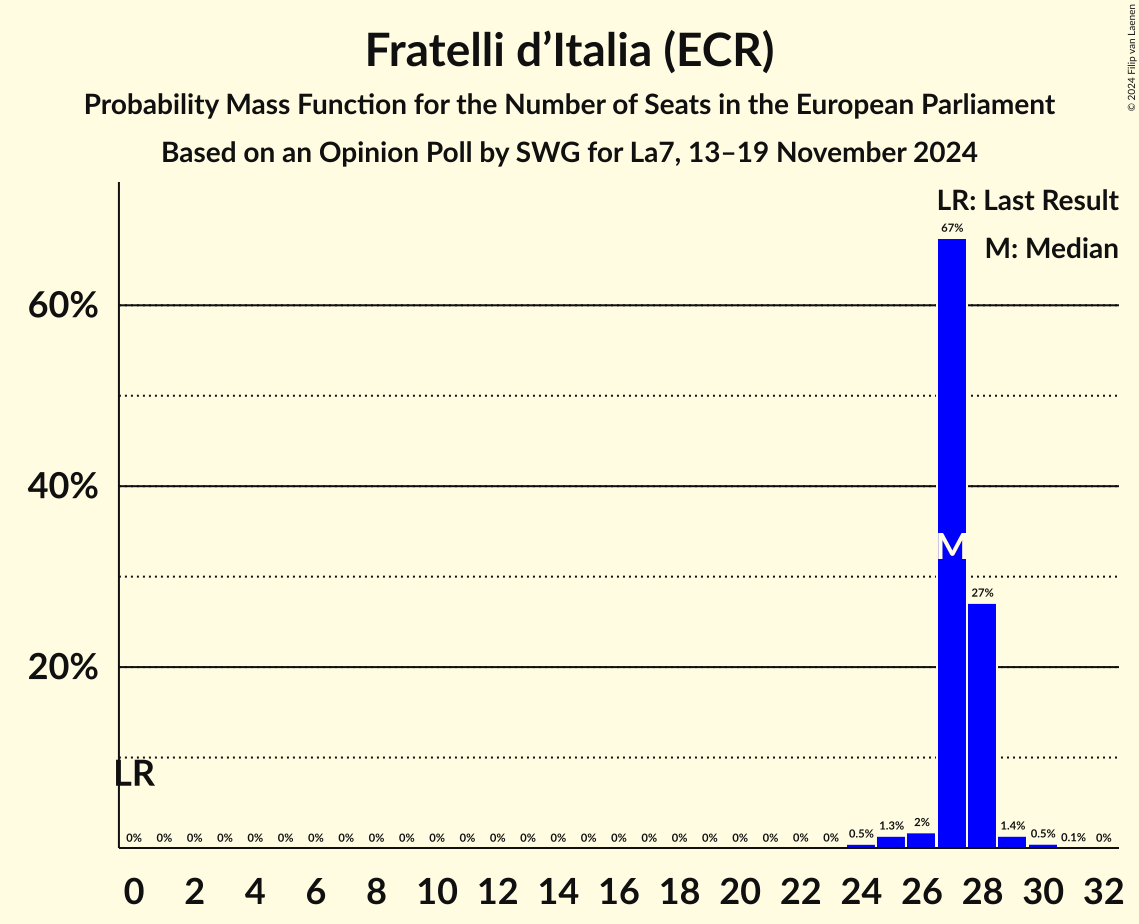 Fratelli d’Italia (ECR)
Probability Mass Function for the Number of Seats in the European Parliament
Based on an Opinion Poll by SWG for La7, 13–19 November 2024
© 2024 Filip van Laenen
LR: Last Result
M: Median
67%
60%
40%
M
27%
20%
LR
0% 0% 0% 0% 0% 0% 0% 0% 0% 0% 0% 0% 0% 0% 0% 0% 0% 0% 0% 0% 0% 0% 0% 0% 0.5% 1.3% 2% 1.4% 0.5% 0.1% 0%
0 2 4 6 8 10 12 14 16 18 20 22 24 26 28 30 32